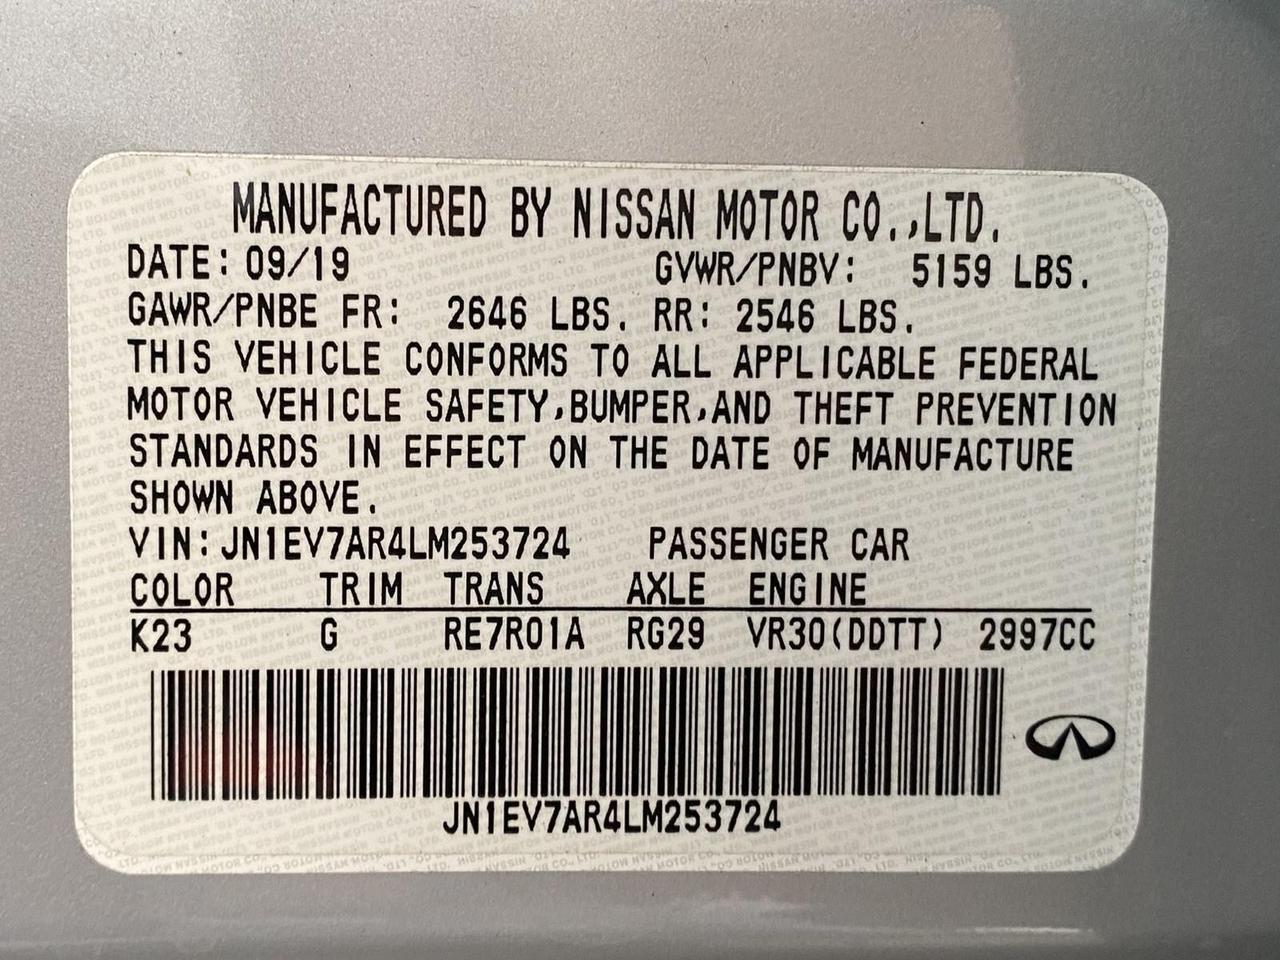 MANUFACTURED BY NISSAN MOTOR CO.,LTD.
DATE: 09/19 GVWR/PNBV: 5159 LBS.
GAWR/PNBE FR: 2646 LBS. RR: 2546 LBS.
THIS VEHICLE CONFORMS TO ALL APPLICABLE FEDERAL
MOTOR VEHICLE SAFETY,BUMPER,AND THEFT PREVENTION
STANDARDS IN EFFECT ON THE DATE OF MANUFACTURE
SHOWN ABOVE.
VIN: JN1EV7AR4LM253724 PASSENGER CAR
COLOR TRIM TRANS AXLE ENGINE
K23 G RE7R01A RG29 VR30(DDTT) 2997CC
JN1EV7AR4LM253724